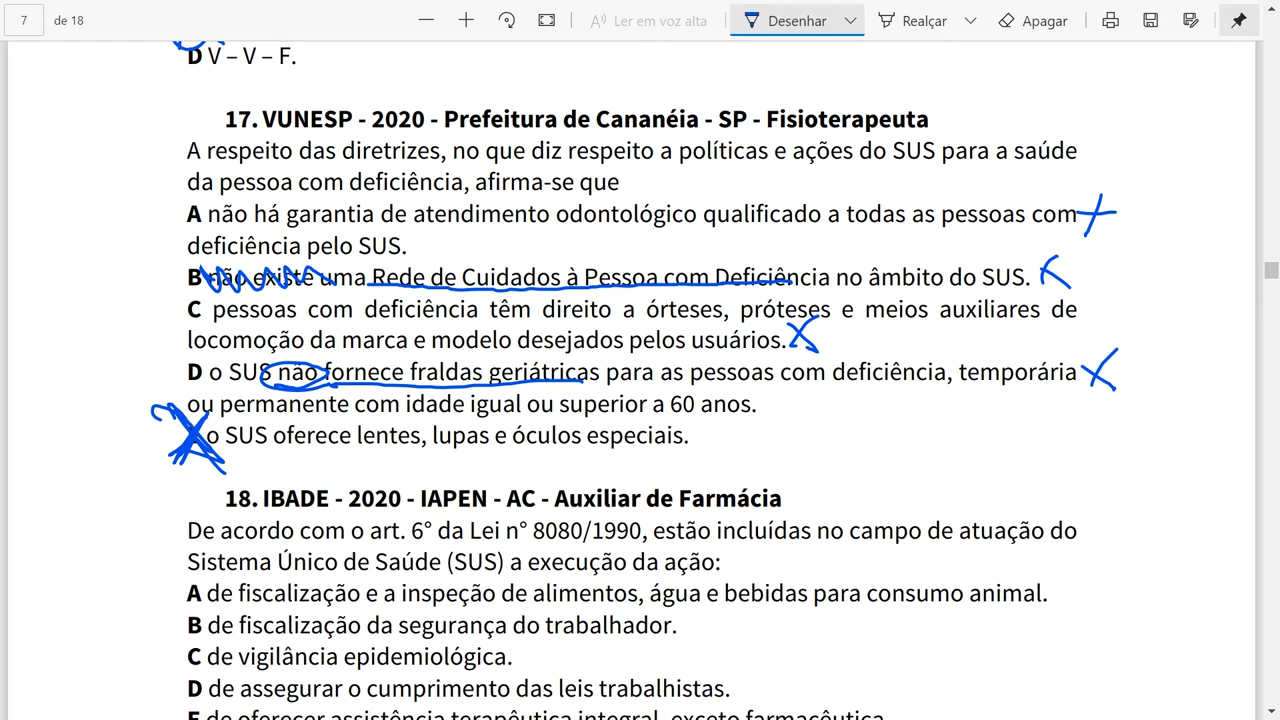 7 de 18 Ler em voz alta Desenhar Realçar Apagar
D V – V – F.
17. VUNESP - 2020 - Prefeitura de Cananéia - SP - Fisioterapeuta
A respeito das diretrizes, no que diz respeito a políticas e ações do SUS para a saúde
da pessoa com deficiência, afirma-se que
A não há garantia de atendimento odontológico qualificado a todas as pessoas com
deficiência pelo SUS.
B não existe uma Rede de Cuidados à Pessoa com Deficiência no âmbito do SUS.
C pessoas com deficiência têm direito a órteses, próteses e meios auxiliares de
locomoção da marca e modelo desejados pelos usuários.
D o SUS não fornece fraldas geriátricas para as pessoas com deficiência, temporária
ou permanente com idade igual ou superior a 60 anos.
o SUS oferece lentes, lupas e óculos especiais.
18. IBADE - 2020 - IAPEN - AC - Auxiliar de Farmácia
De acordo com o art. 6° da Lei n° 8080/1990, estão incluídas no campo de atuação do
Sistema Único de Saúde (SUS) a execução da ação:
A de fiscalização e a inspeção de alimentos, água e bebidas para consumo animal.
B de fiscalização da segurança do trabalhador.
C de vigilância epidemiológica.
D de assegurar o cumprimento das leis trabalhistas.
E de oferecer assistência terapêutica integral, exceto farmacêutica.